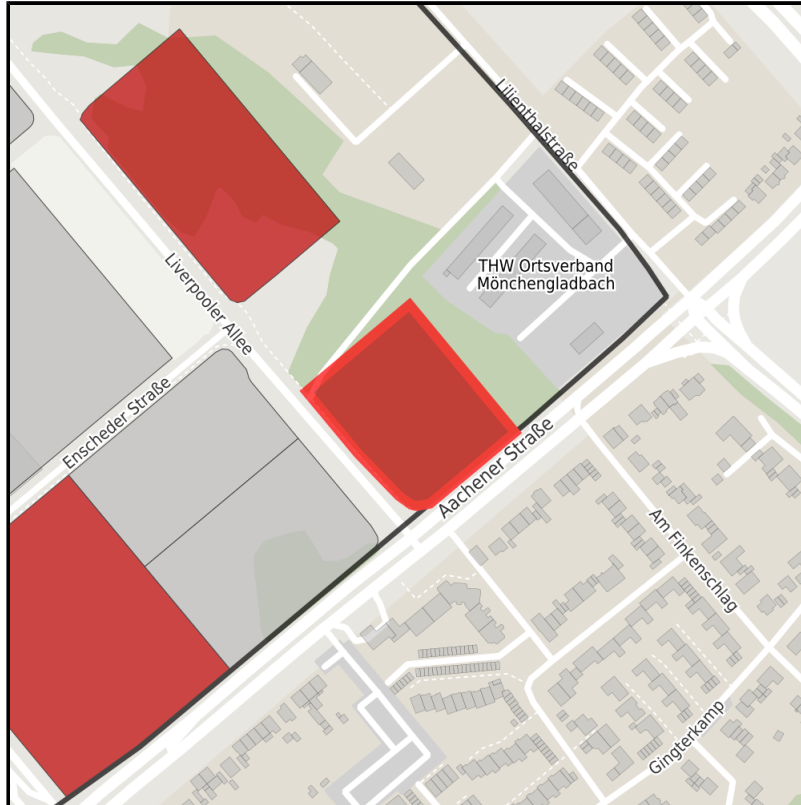 Lilienthalstraße
THW Ortsverband
Mönchengladbach
Liverpooler Allee
Enscheder Straße
Aachener Straße
Am Finkenschlag
Gingterkamp